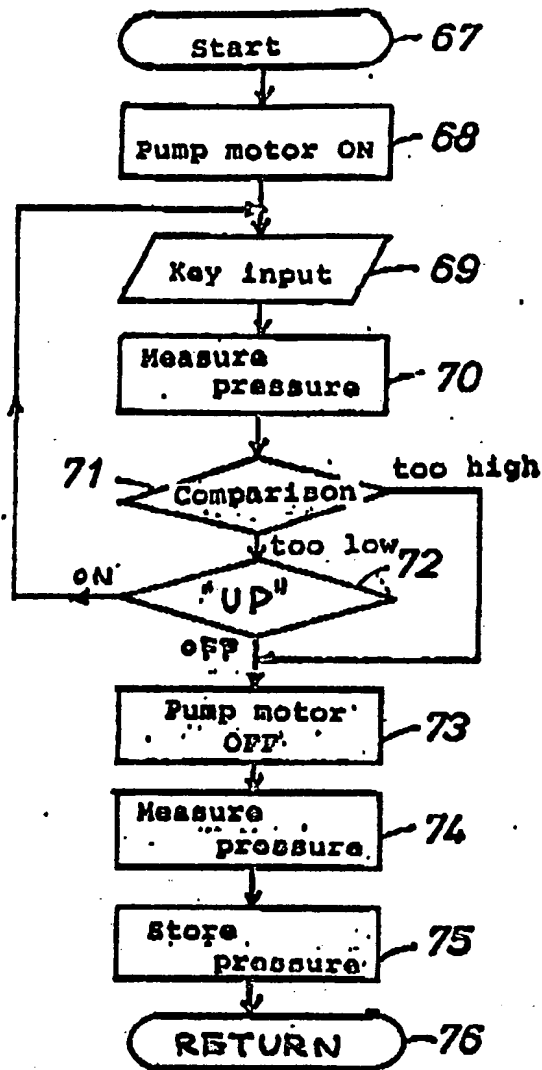 Start
67
Pump motor ON
68
Key input
69
Measure
pressure
70
71
Comparison
too high
too low
ON
"UP"
72
OFF
Pump motor
OFF
73
Measure
pressure
74
Store
pressure
75
RETURN
76